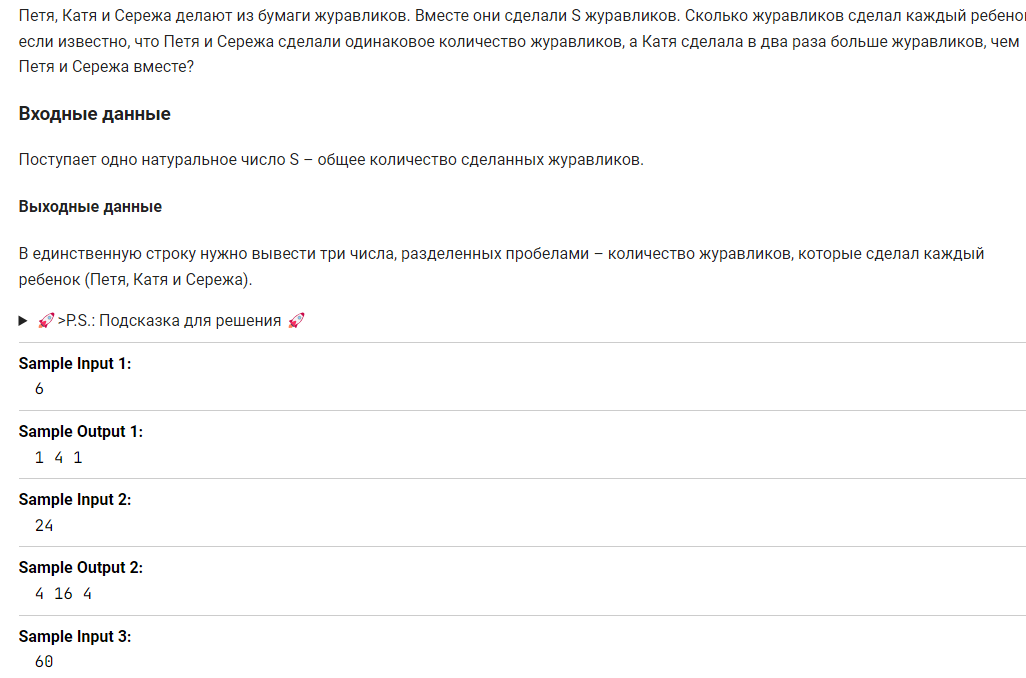 Петя, Катя и Сережа делают из бумаги журавликов. Вместе они сделали S журавликов. Сколько журавликов сделал каждый ребено
если известно, что Петя и Сережа сделали одинаковое количество журавликов, а Катя сделала в два раза больше журавликов, чем
Петя и Сережа вместе?
Входные данные
Поступает одно натуральное число S – общее количество сделанных журавликов.
Выходные данные
В единственную строку нужно вывести три числа, разделенных пробелами – количество журавликов, которые сделал каждый
ребенок (Петя, Катя и Сережа).
▶ 🚀>P.S.: Подсказка для решения 🚀
Sample Input 1:
6
Sample Output 1:
1 4 1
Sample Input 2:
24
Sample Output 2:
4 16 4
Sample Input 3:
60